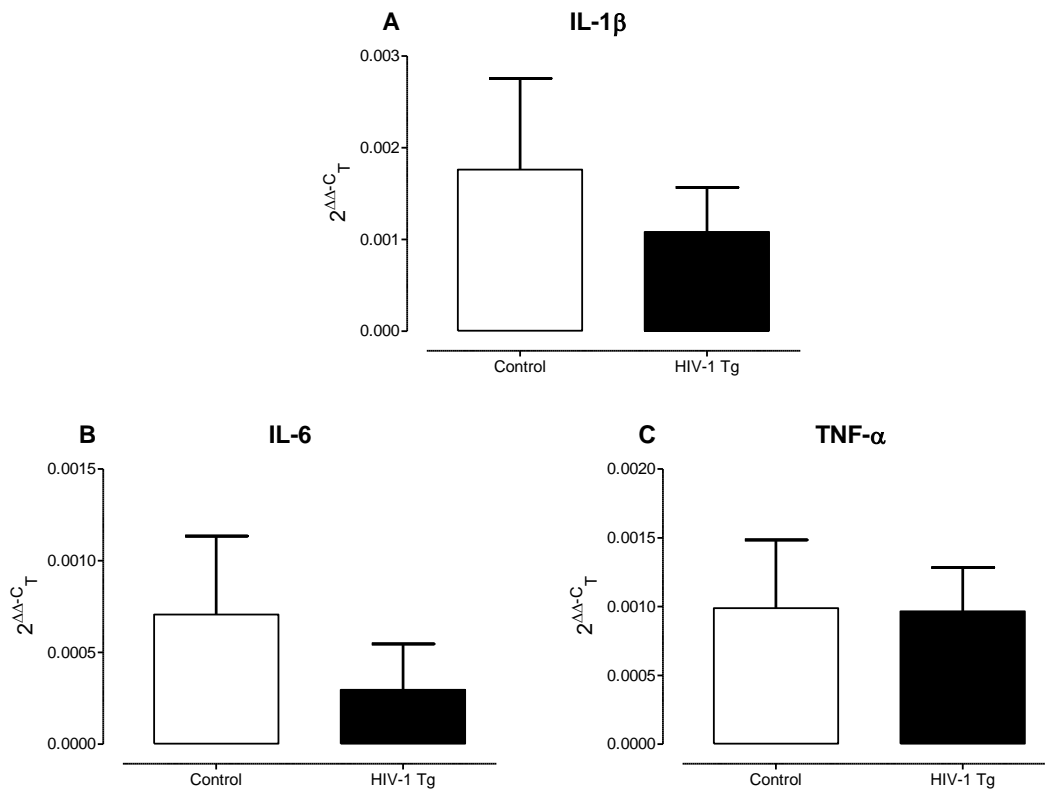 A IL-1β
0.003
0.002
0.001
0.000
2^ΔΔ-C_T
Control HIV-1 Tg
B IL-6
0.0015
0.0010
0.0005
0.0000
2^ΔΔ-C_T
Control HIV-1 Tg
C TNF-α
0.0020
0.0015
0.0010
0.0005
0.0000
2^ΔΔ-C_T
Control HIV-1 Tg